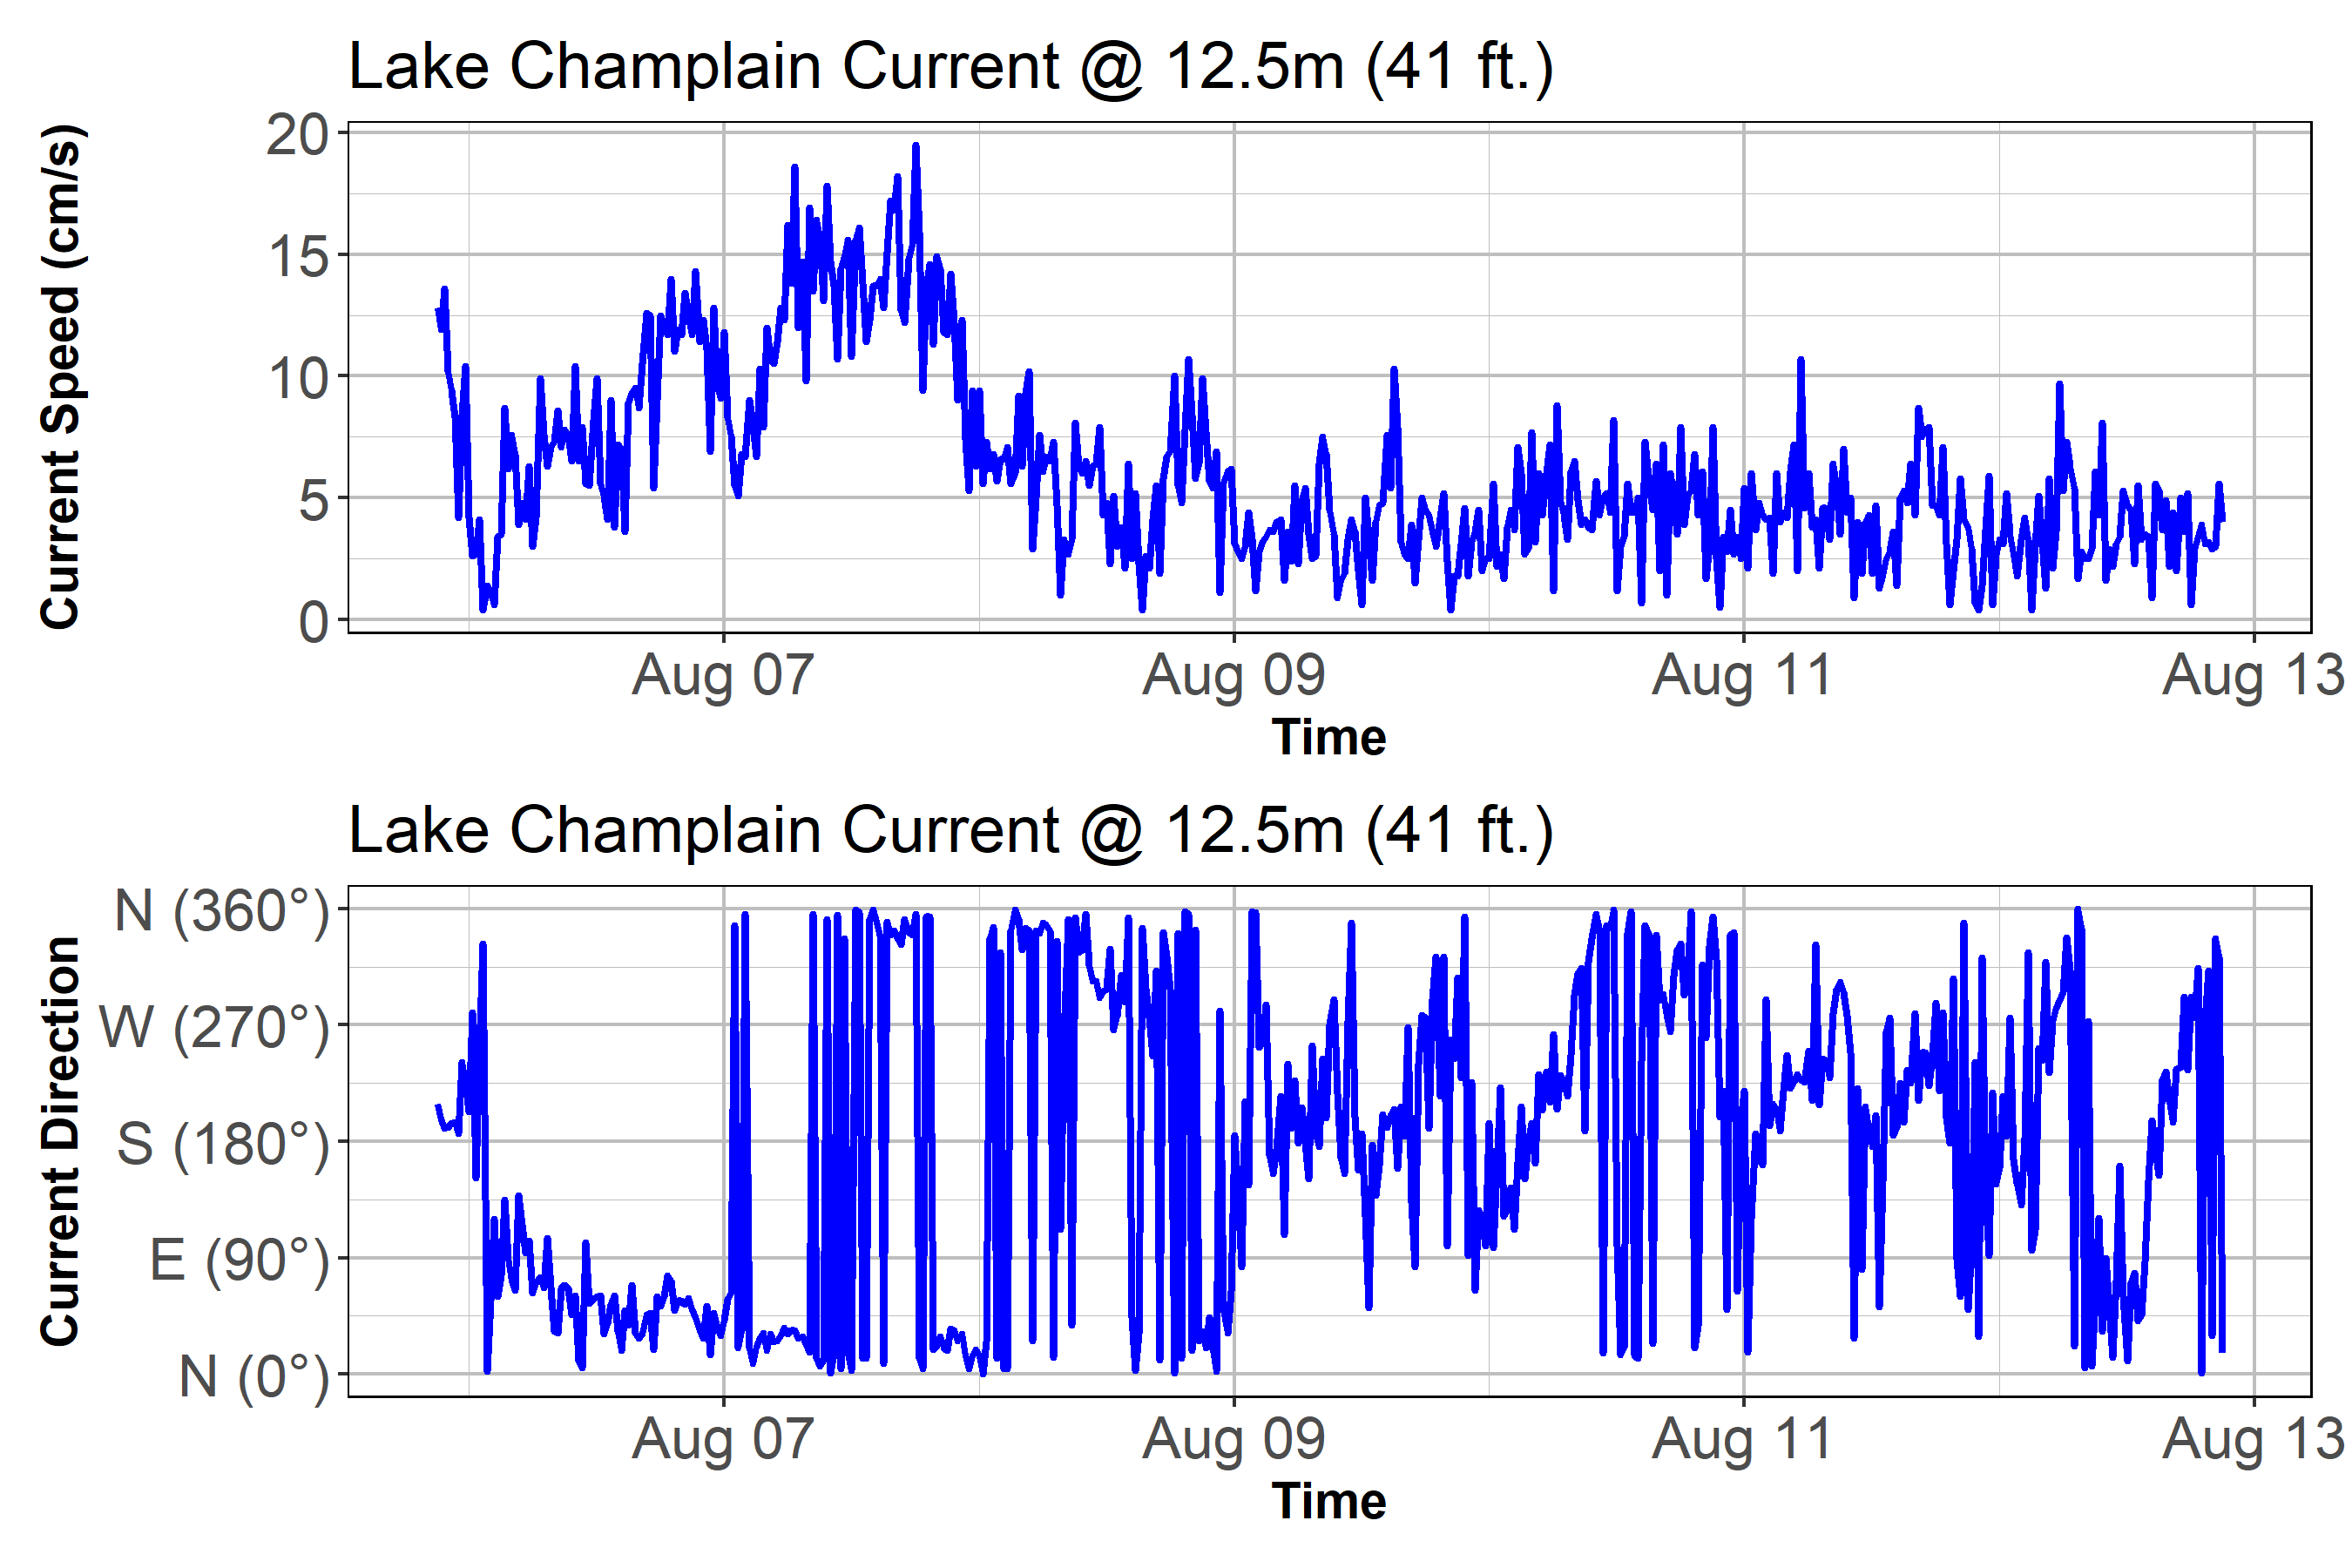 Lake Champlain Current @ 12.5m (41 ft.)
Current Speed (cm/s)
20
15
10
5
0
Aug 07 Aug 09 Aug 11 Aug 13
Time
Lake Champlain Current @ 12.5m (41 ft.)
Current Direction
N (360°)
W (270°)
S (180°)
E (90°)
N (0°)
Aug 07 Aug 09 Aug 11 Aug 13
Time